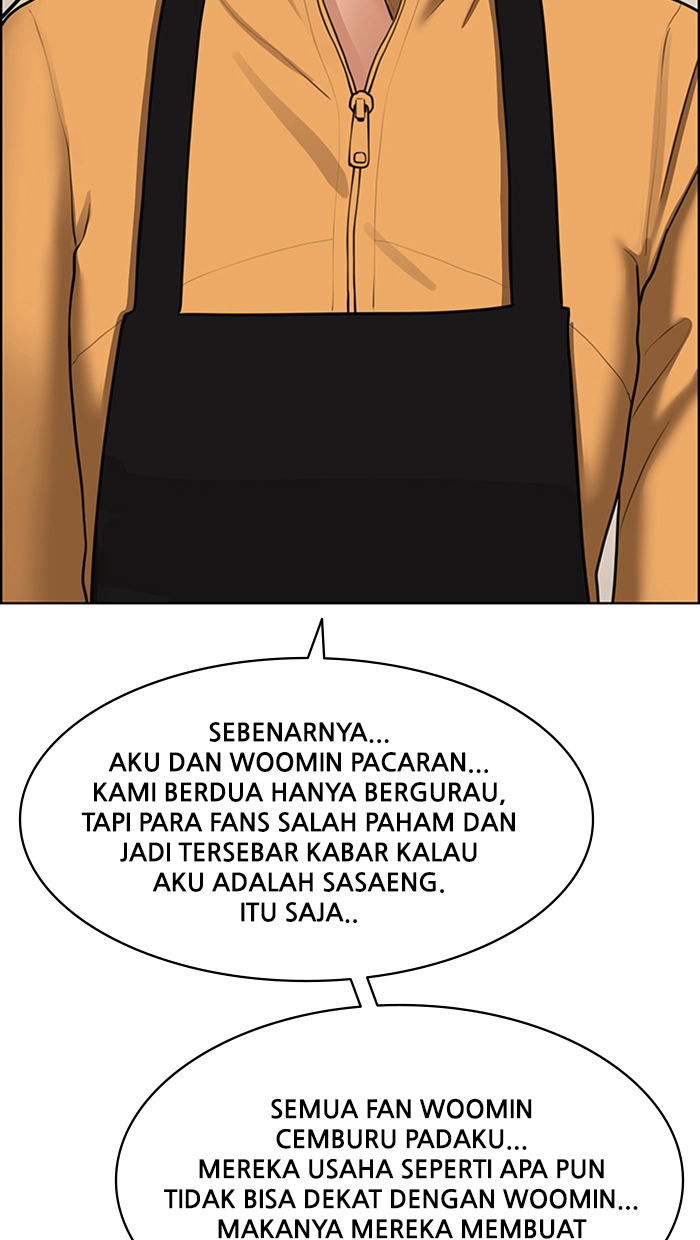 SEBENARNYA...
AKU DAN WOOMIN PACARAN...
KAMI BERDUA HANYA BERGURAU,
TAPI PARA FANS SALAH PAHAM DAN
JADI TERSEBAR KABAR KALAU
AKU ADALAH SASAENG.
ITU SAJA..
SEMUA FAN WOOMIN
CEMBURU PADAKU...
MEREKA USAHA SEPERTI APA PUN
TIDAK BISA DEKAT DENGAN WOOMIN...
MAKANYA MEREKA MEMBUAT